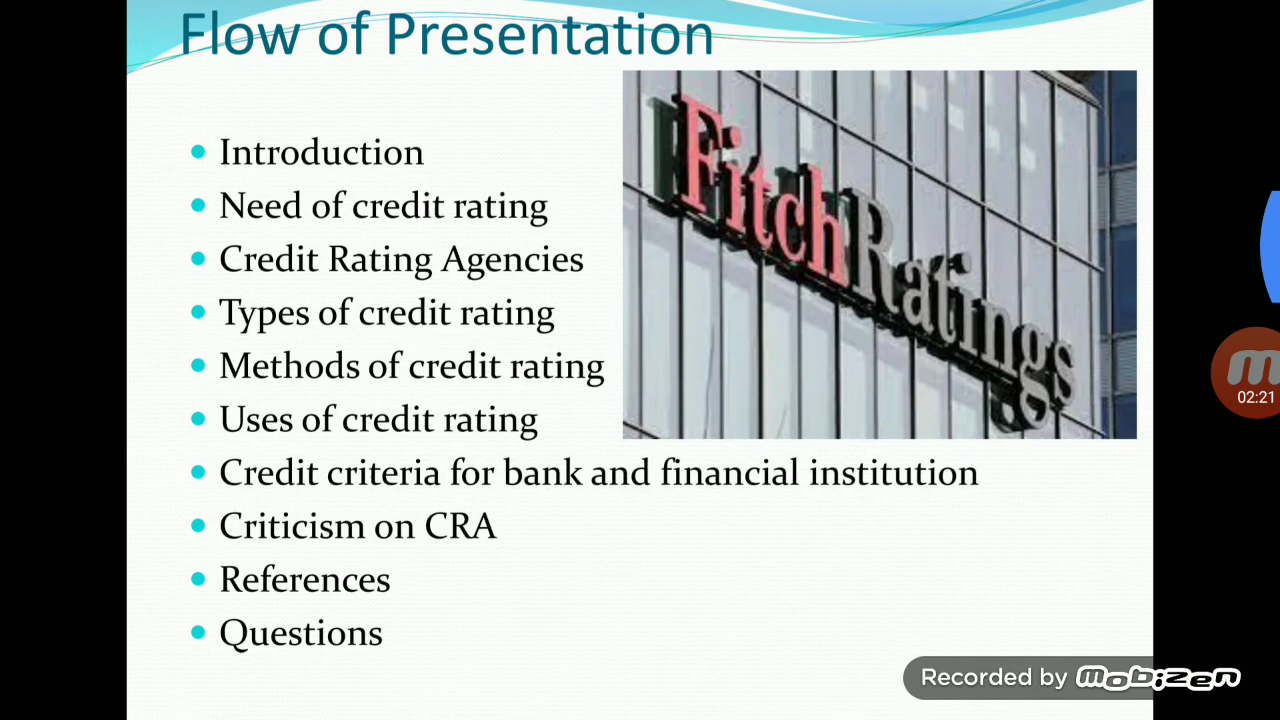 Flow of Presentation
Introduction
Need of credit rating
Credit Rating Agencies
Types of credit rating
Methods of credit rating
Uses of credit rating
Credit criteria for bank and financial institution
Criticism on CRA
References
Questions
FitchRatings
02:21
Recorded by mobizen